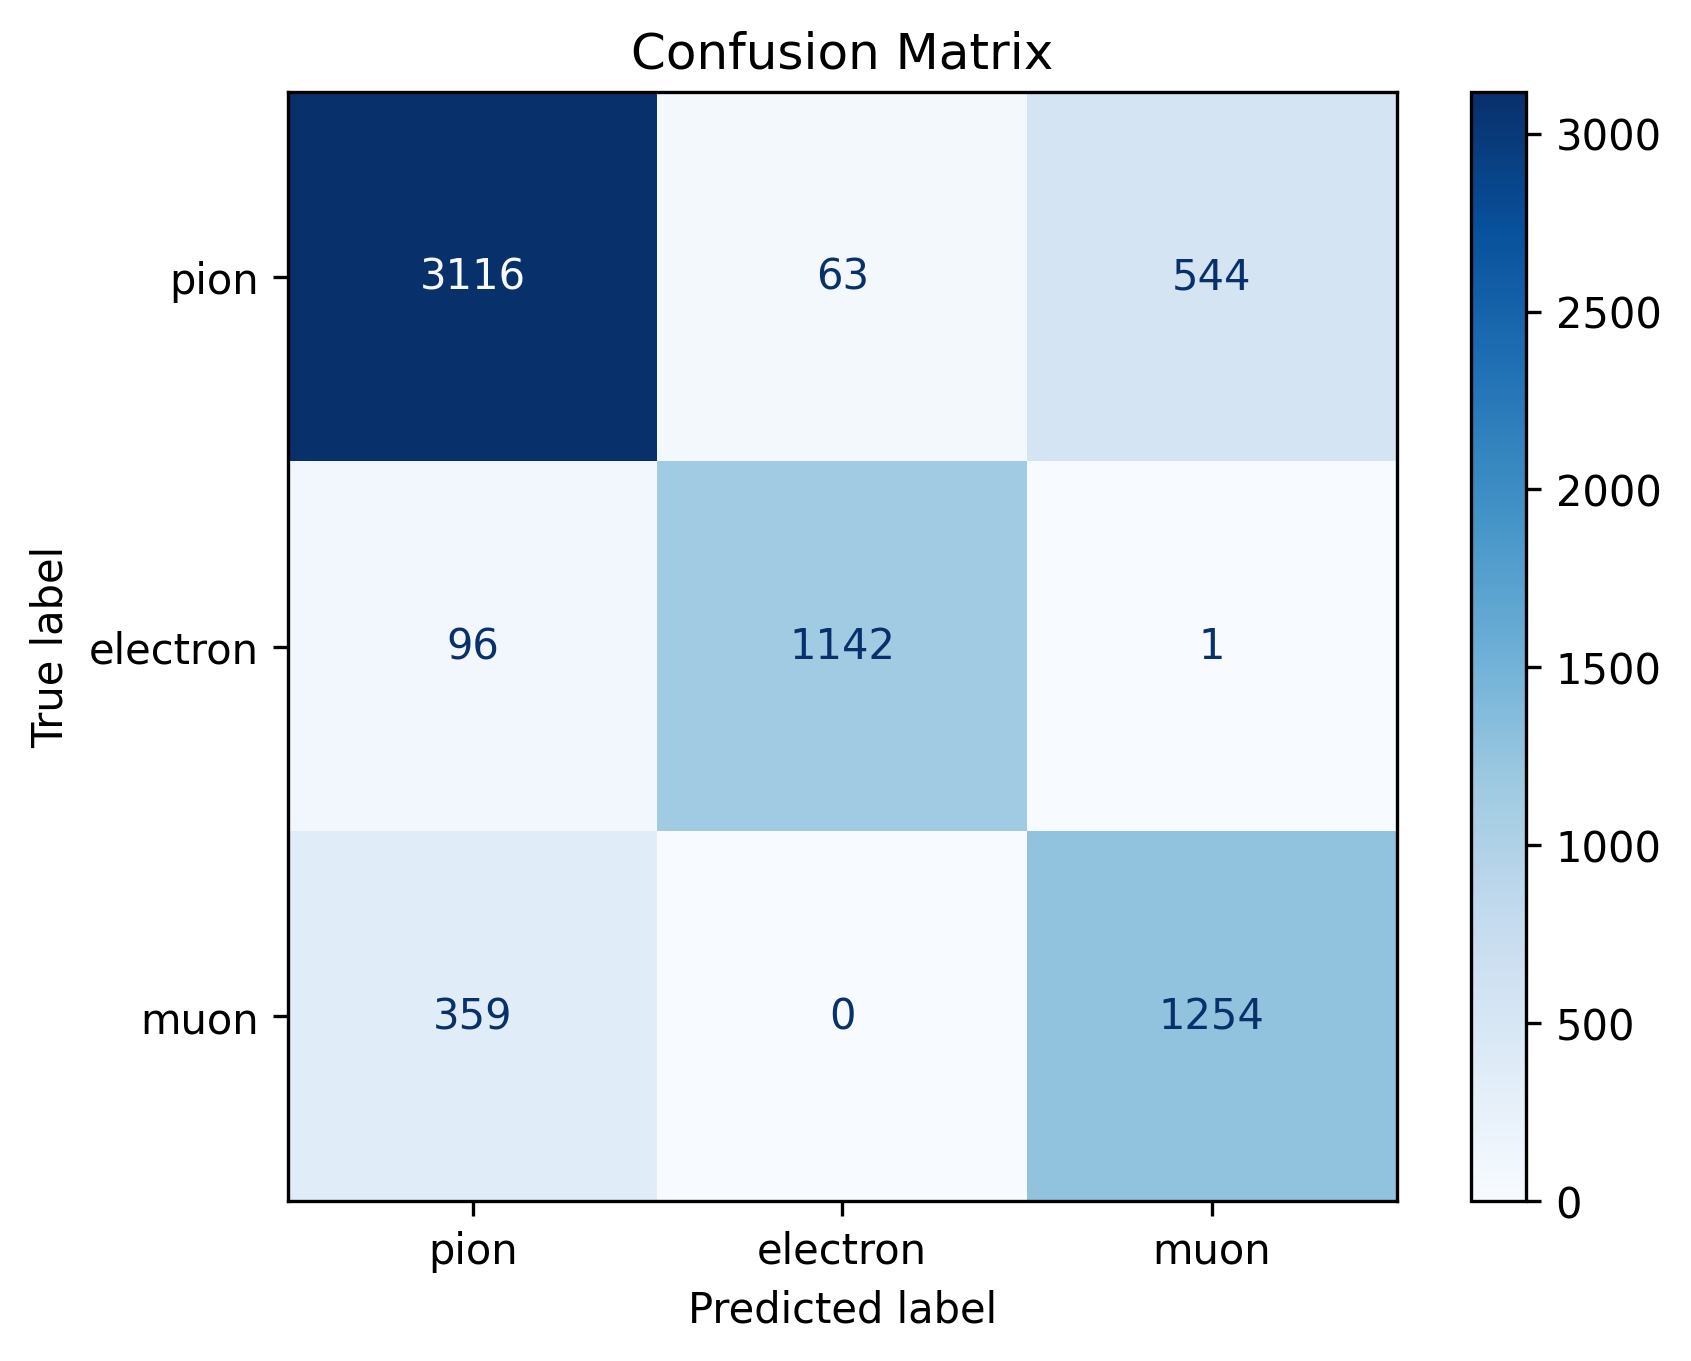 Confusion Matrix
pion
3116
63
544
electron
96
1142
1
muon
359
0
1254
pion
electron
muon
Predicted label
True label
3000
2500
2000
1500
1000
500
0